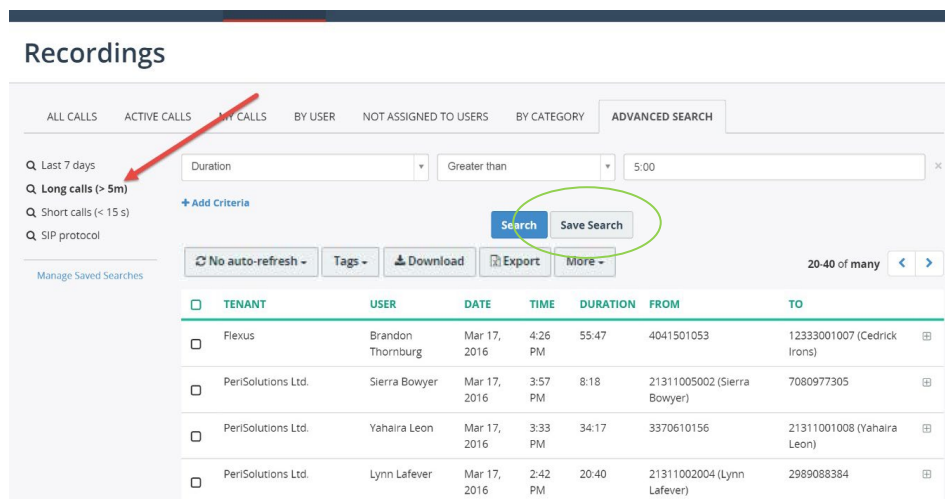 Recordings
ALL CALLS ACTIVE CALLS MY CALLS BY USER NOT ASSIGNED TO USERS BY CATEGORY ADVANCED SEARCH
Last 7 days
Long calls (> 5m)
Short calls (< 15 s)
SIP protocol
Manage Saved Searches
Duration Greater than 5:00 ×
+ Add Criteria
Search Save Search
No auto-refresh Tags Download Export More 20-40 of many < >
TENANT USER DATE TIME DURATION FROM TO
Flexus Brandon Mar 17, 4:26 55:47 4041501053 12333001007 (Cedrick
Thornburg 2016 PM Irons)
PeriSolutions Ltd. Sierra Bowyer Mar 17, 3:57 8:18 21311005002 (Sierra 7080977305
2016 PM Bowyer)
PeriSolutions Ltd. Yahaira Leon Mar 17, 3:33 34:17 3370610156 21311001008 (Yahaira
2016 PM Leon)
PeriSolutions Ltd. Lynn Lafever Mar 17, 2:42 20:40 21311002004 (Lynn 2989088384
2016 PM Lafever)